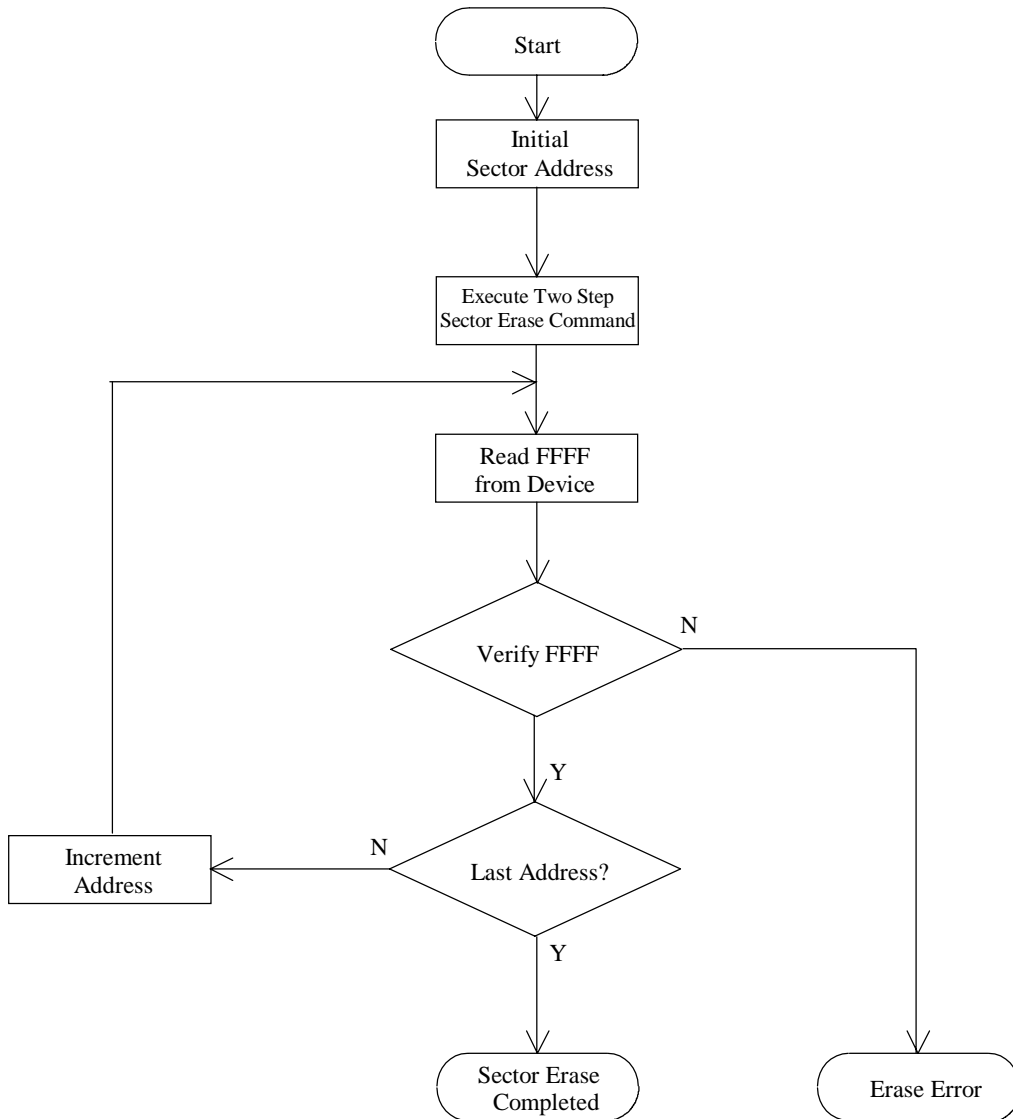 Start
Initial
Sector Address
Execute Two Step
Sector Erase Command
Read FFFF
from Device
Verify FFFF
N
Y
Last Address?
N
Increment
Address
Y
Sector Erase
Completed
Erase Error